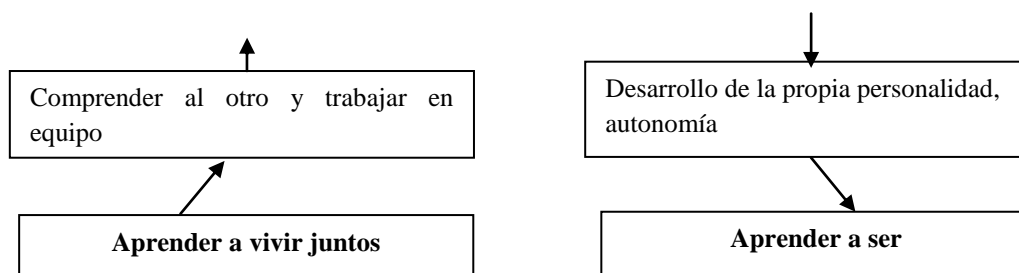 Comprender al otro y trabajar en
equipo
Desarrollo de la propia personalidad,
autonomía
Aprender a vivir juntos
Aprender a ser